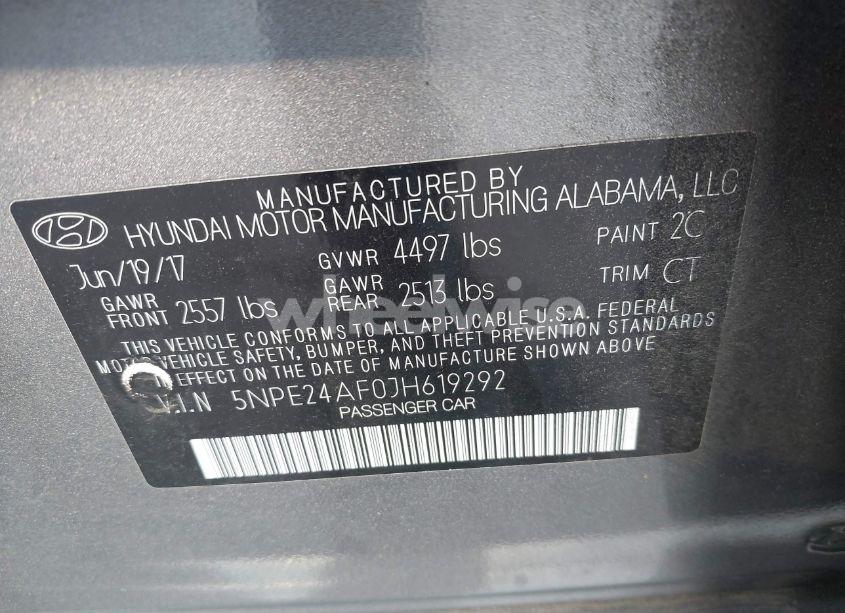 MANUFACTURED BY
HYUNDAI MOTOR MANUFACTURING ALABAMA, LLC
Jun/19/17 GVWR 4497 lbs PAINT 2C
GAWR FRONT 2557 lbs GAWR REAR 2513 lbs TRIM CT
THIS VEHICLE CONFORMS TO ALL APPLICABLE U.S.A. FEDERAL
MOTOR VEHICLE SAFETY, BUMPER, AND THEFT PREVENTION STANDARDS
IN EFFECT ON THE DATE OF MANUFACTURE SHOWN ABOVE
V.I.N 5NPE24AF0JH619292
PASSENGER CAR
wheelwise